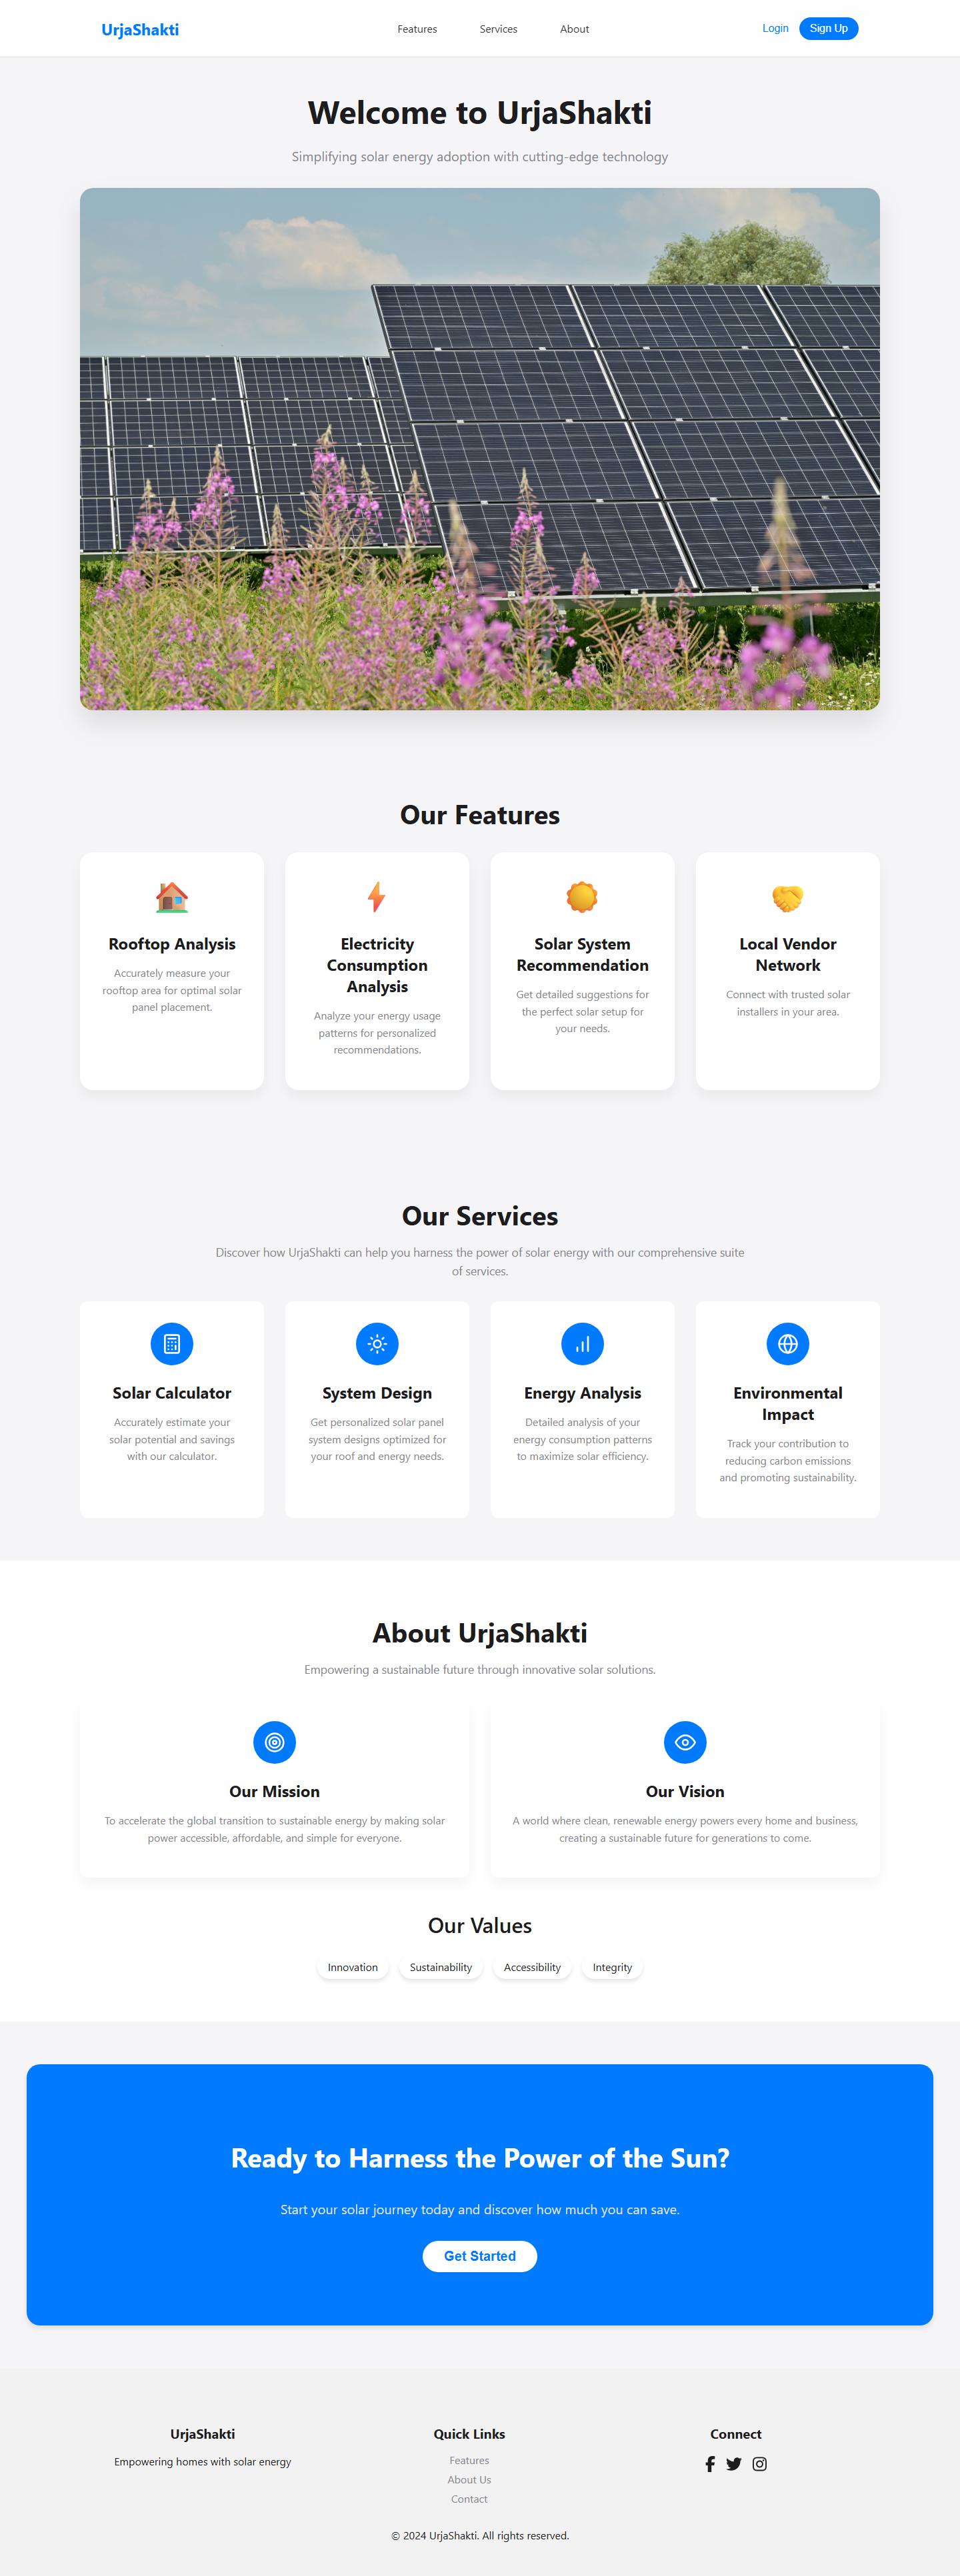 UrjaShakti
Features
Services
About
Login
Sign Up
Welcome to UrjaShakti
Simplifying solar energy adoption with cutting-edge technology
Our Features
Rooftop Analysis
Accurately measure your
rooftop area for optimal solar
panel placement.
Electricity
Consumption
Analysis
Analyze your energy usage
patterns for personalized
recommendations.
Solar System
Recommendation
Get detailed suggestions for
the perfect solar setup for
your needs.
Local Vendor
Network
Connect with trusted solar
installers in your area.
Our Services
Discover how UrjaShakti can help you harness the power of solar energy with our comprehensive suite
of services.
Solar Calculator
Accurately estimate your
solar potential and savings
with our calculator.
System Design
Get personalized solar panel
system designs optimized for
your roof and energy needs.
Energy Analysis
Detailed analysis of your
energy consumption patterns
to maximize solar efficiency.
Environmental
Impact
Track your contribution to
reducing carbon emissions
and promoting sustainability.
About UrjaShakti
Empowering a sustainable future through innovative solar solutions.
Our Mission
To accelerate the global transition to sustainable energy by making solar
power accessible, affordable, and simple for everyone.
Our Vision
A world where clean, renewable energy powers every home and business,
creating a sustainable future for generations to come.
Our Values
Innovation
Sustainability
Accessibility
Integrity
Ready to Harness the Power of the Sun?
Start your solar journey today and discover how much you can save.
Get Started
UrjaShakti
Empowering homes with solar energy
Quick Links
Features
About Us
Contact
Connect
© 2024 UrjaShakti. All rights reserved.